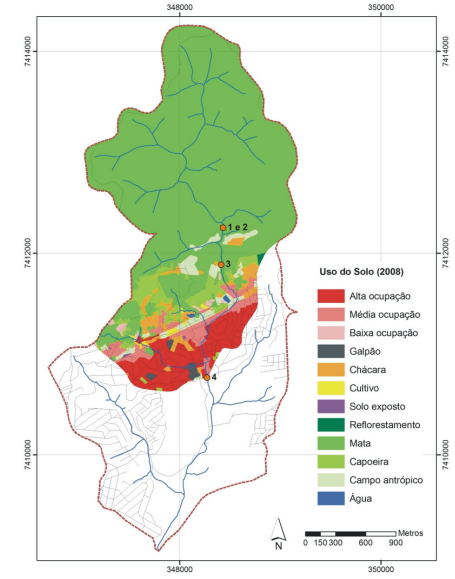 348000 350000
7414000 7414000
1 e 2
7412000 7412000
3
Uso do Solo (2008)
Alta ocupação
Média ocupação
Baixa ocupação
Galpão
Chácara
Cultivo
Solo exposto
Reflorestamento
Mata
Capoeira
Campo antrópico
Água
4
7410000 7410000
N
Metros
0 150 300 600 900
348000 350000